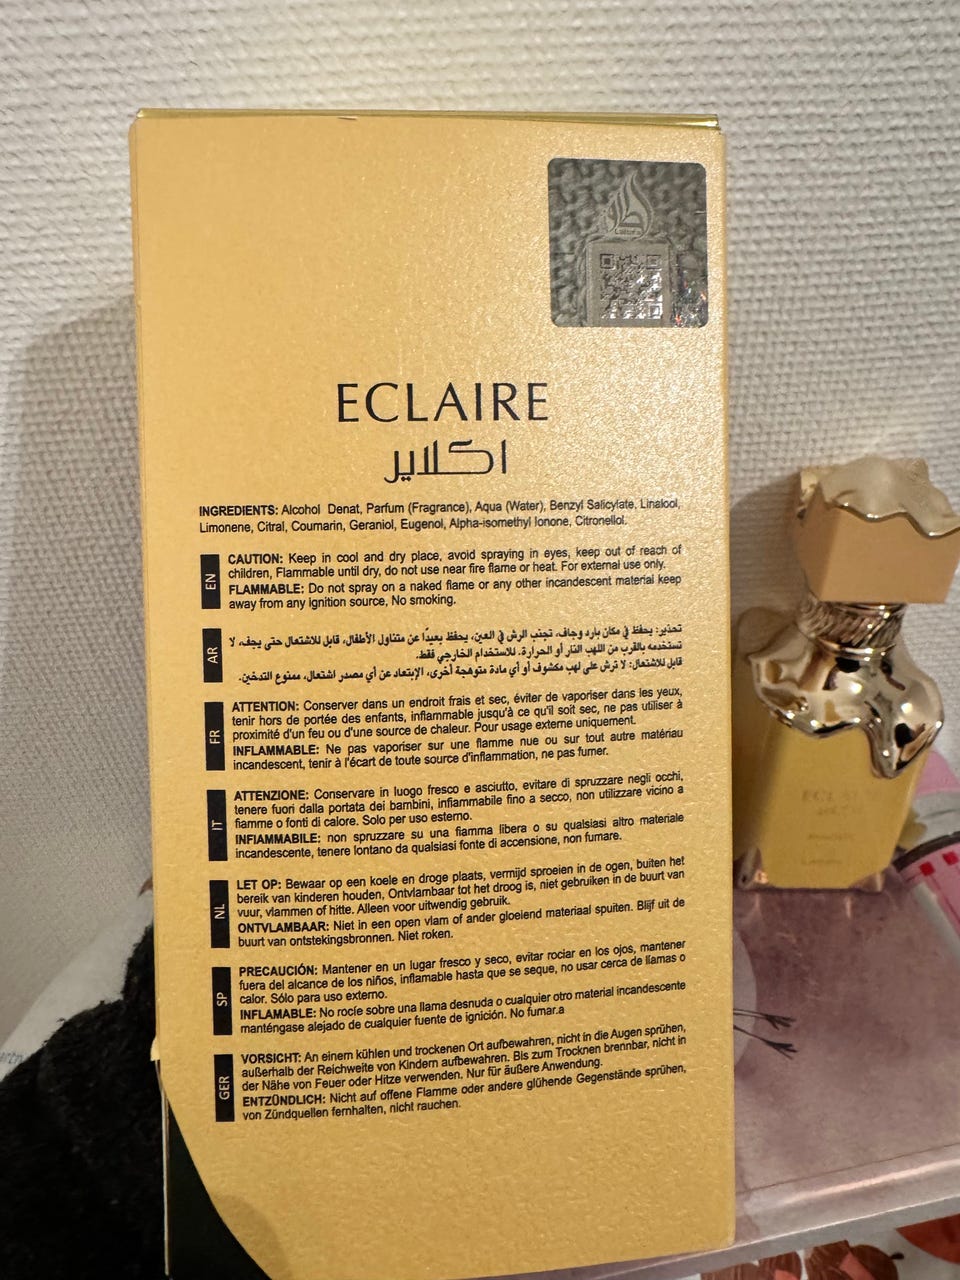 Lattafa
ECLAIRE
اكلاير
INGREDIENTS: Alcohol Denat, Parfum (Fragrance), Aqua (Water), Benzyl Salicylate, Linalool,
Limonene, Citral, Coumarin, Geraniol, Eugenol, Alpha-isomethyl Ionone, Citronellol.
EN
CAUTION: Keep in cool and dry place, avoid spraying in eyes, keep out of reach of
children, Flammable until dry, do not use near fire flame or heat. For external use only.
FLAMMABLE: Do not spray on a naked flame or any other incandescent material keep
away from any ignition source, No smoking.
AR
تحذير: يحفظ في مكان بارد وجاف، تجنب الرش في العين، يحفظ بعيدًا عن متناول الأطفال، قابل للاشتعال حتى يجف، لا
تستخدمه بالقرب من اللهب النار أو الحرارة. للاستخدام الخارجي فقط.
قابل للاشتعال: لا ترش على لهب مكشوف أو أي مادة متوهجة أخرى، الإبتعاد عن أي مصدر اشتعال، ممنوع التدخين.
FR
ATTENTION: Conserver dans un endroit frais et sec, éviter de vaporiser dans les yeux,
tenir hors de portée des enfants, inflammable jusqu'à ce qu'il soit sec, ne pas utiliser à
proximité d'un feu ou d'une source de chaleur. Pour usage externe uniquement.
INFLAMMABLE: Ne pas vaporiser sur une flamme nue ou sur tout autre matériau
incandescent, tenir à l'écart de toute source d'inflammation, ne pas fumer.
IT
ATTENZIONE: Conservare in luogo fresco e asciutto, evitare di spruzzare negli occhi,
tenere fuori dalla portata dei bambini, infiammabile fino a secco, non utilizzare vicino a
fiamme o fonti di calore. Solo per uso esterno.
INFIAMMABILE: non spruzzare su una fiamma libera o su qualsiasi altro materiale
incandescente, tenere lontano da qualsiasi fonte di accensione, non fumare.
NL
LET OP: Bewaar op een koele en droge plaats, vermijd sproeien in de ogen, buiten het
bereik van kinderen houden, Ontvlambaar tot het droog is, niet gebruiken in de buurt van
vuur, vlammen of hitte. Alleen voor uitwendig gebruik.
ONTVLAMBAAR: Niet in een open vlam of ander gloeiend materiaal spuiten. Blijf uit de
buurt van ontstekingsbronnen. Niet roken.
SP
PRECAUCIÓN: Mantener en un lugar fresco y seco, evitar rociar en los ojos, mantener
fuera del alcance de los niños, inflamable hasta que se seque, no usar cerca de llamas o
calor. Sólo para uso externo.
INFLAMABLE: No rocíe sobre una llama desnuda o cualquier otro material incandescente
manténgase alejado de cualquier fuente de ignición. No fumar.a
GER
VORSICHT: An einem kühlen und trockenen Ort aufbewahren, nicht in die Augen sprühen,
außerhalb der Reichweite von Kindern aufbewahren. Bis zum Trocknen brennbar, nicht in
der Nähe von Feuer oder Hitze verwenden. Nur für äußere Anwendung.
ENTZÜNDLICH: Nicht auf offene Flamme oder andere glühende Gegenstände sprühen,
von Zündquellen fernhalten, nicht rauchen.